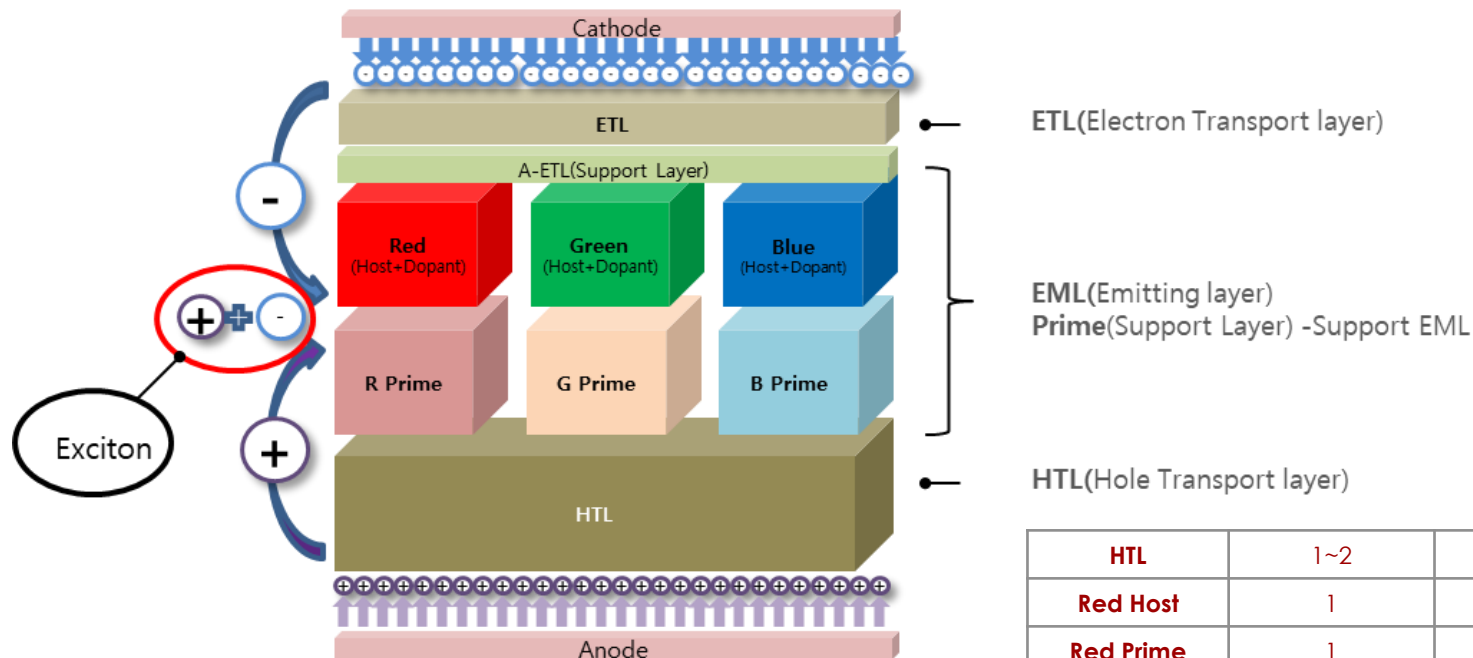 Cathode
ETL
ETL(Electron Transport layer)
A-ETL(Support Layer)
Red
(Host+Dopant)
Green
(Host+Dopant)
Blue
(Host+Dopant)
EML(Emitting layer)
Prime(Support Layer) -Support EML
+ -
R Prime
G Prime
B Prime
Exciton
HTL(Hole Transport layer)
HTL
Anode
HTL 1~2
Red Host 1
Red Prime 1